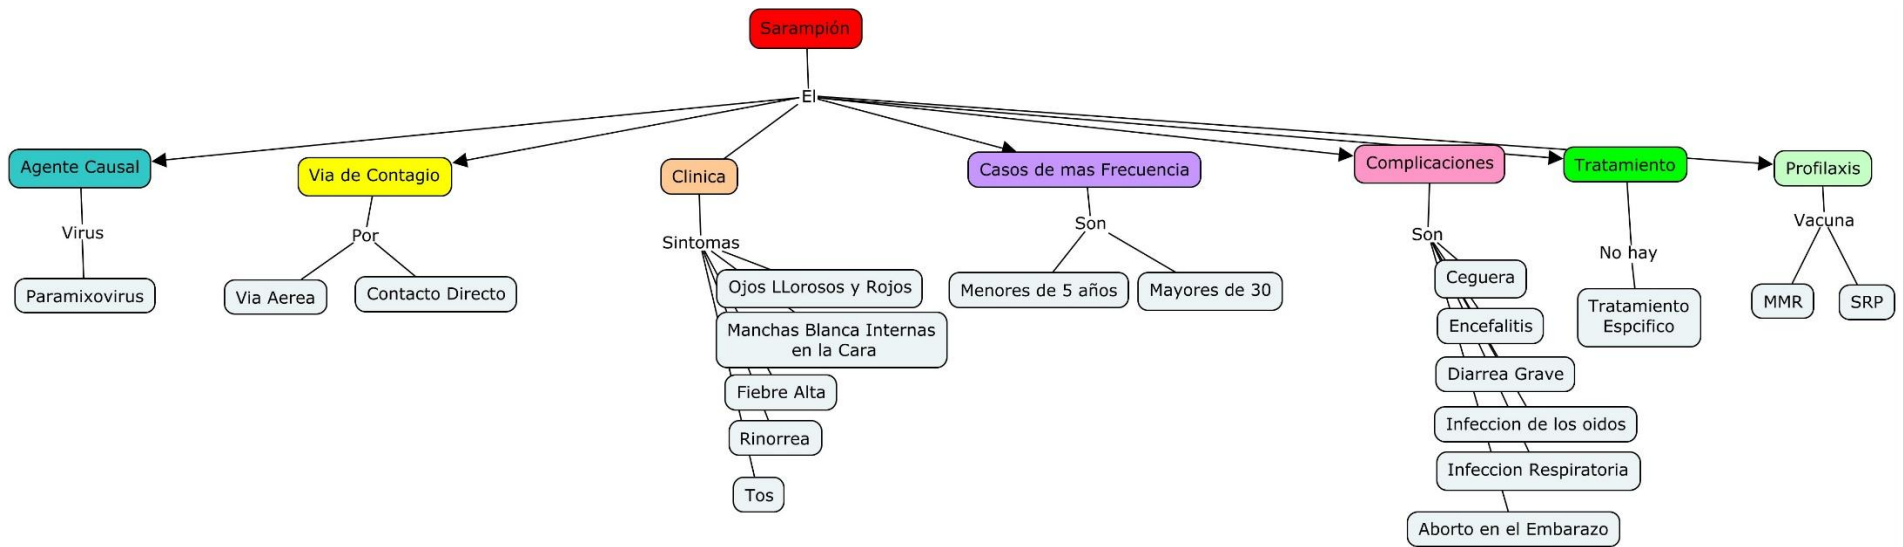 Sarampión
El
Agente Causal
Virus
Paramixovirus
Via de Contagio
Por
Via Aerea
Contacto Directo
Clinica
Sintomas
Ojos LLorosos y Rojos
Manchas Blanca Internas
en la Cara
Fiebre Alta
Rinorrea
Tos
Casos de mas Frecuencia
Son
Menores de 5 años
Mayores de 30
Complicaciones
Son
Ceguera
Encefalitis
Diarrea Grave
Infeccion de los oidos
Infeccion Respiratoria
Aborto en el Embarazo
Tratamiento
No hay
Tratamiento
Espcifico
Profilaxis
Vacuna
MMR
SRP